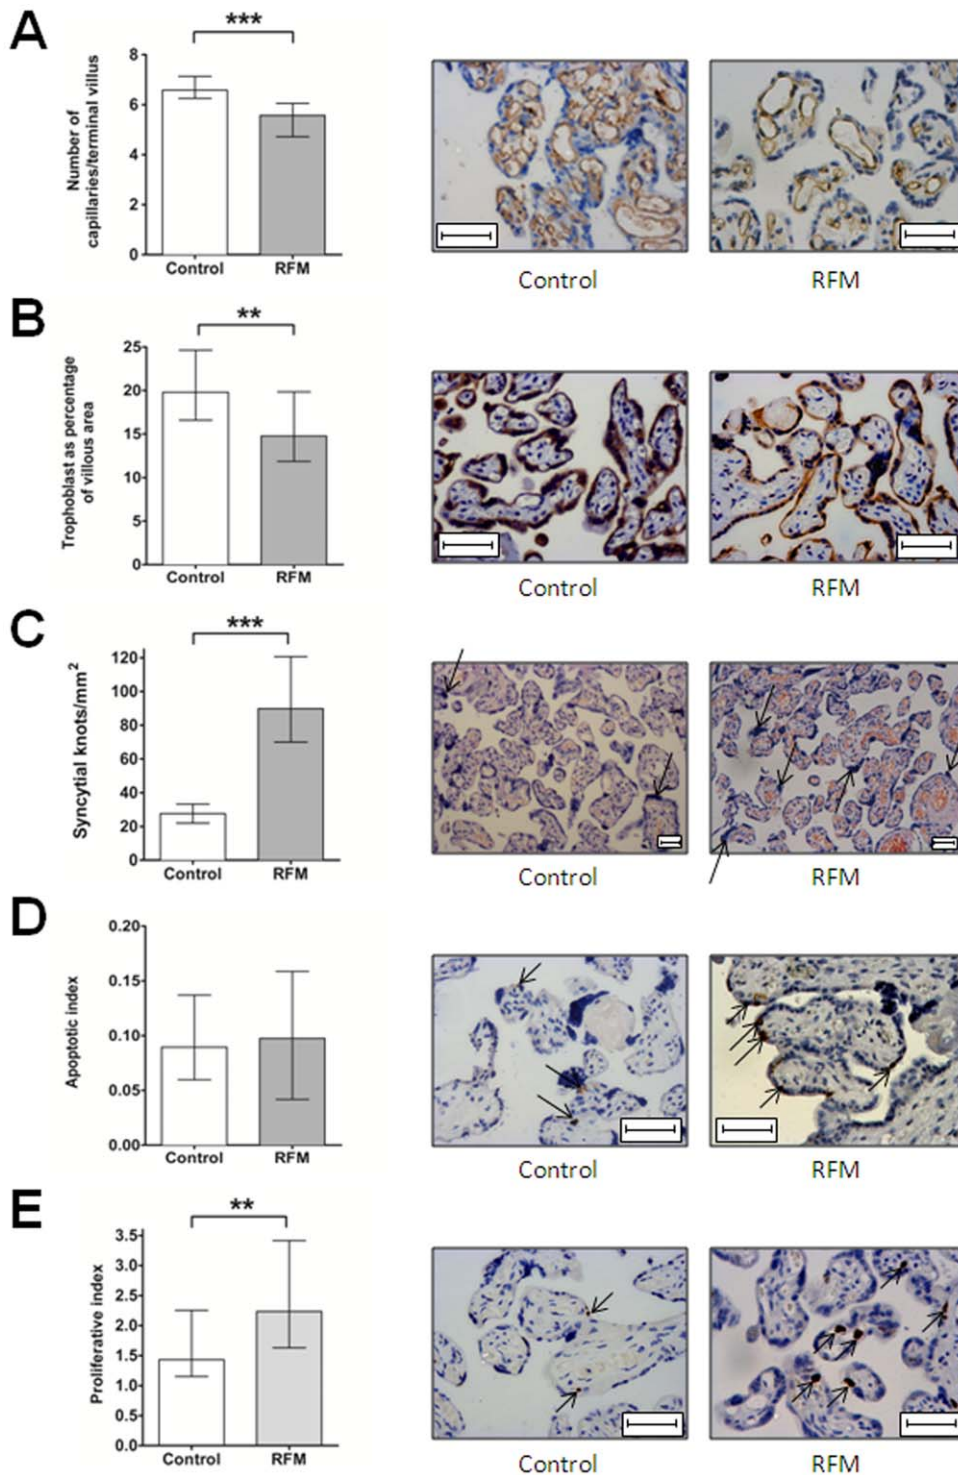 A
***
Number of
capillaries/terminal villus
8
6
4
2
0
Control
RFM
Control
RFM
B
**
Trophoblast as percentage
of villous area
25
20
15
10
5
0
Control
RFM
Control
RFM
C
***
Syncytial knots/mm²
120
100
80
60
40
20
0
Control
RFM
Control
RFM
D
Apoptotic index
0.20
0.15
0.10
0.05
0.00
Control
RFM
Control
RFM
E
**
Proliferative index
3.5
3.0
2.5
2.0
1.5
1.0
0.5
0.0
Control
RFM
Control
RFM